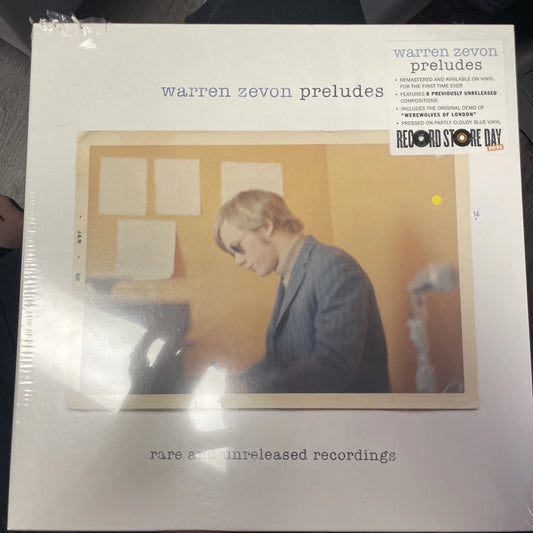 warren zevon preludes
warren zevon
preludes
• REMASTERED AND AVAILABLE ON VINYL
FOR THE FIRST TIME EVER
• FEATURES 8 PREVIOUSLY UNRELEASED
COMPOSITIONS
• INCLUDES THE ORIGINAL DEMO OF
"WEREWOLVES OF LONDON"
• PRESSED ON PARTLY CLOUDY BLUE VINYL
RECORD STORE DAY
• JAN •
rare and unreleased recordings